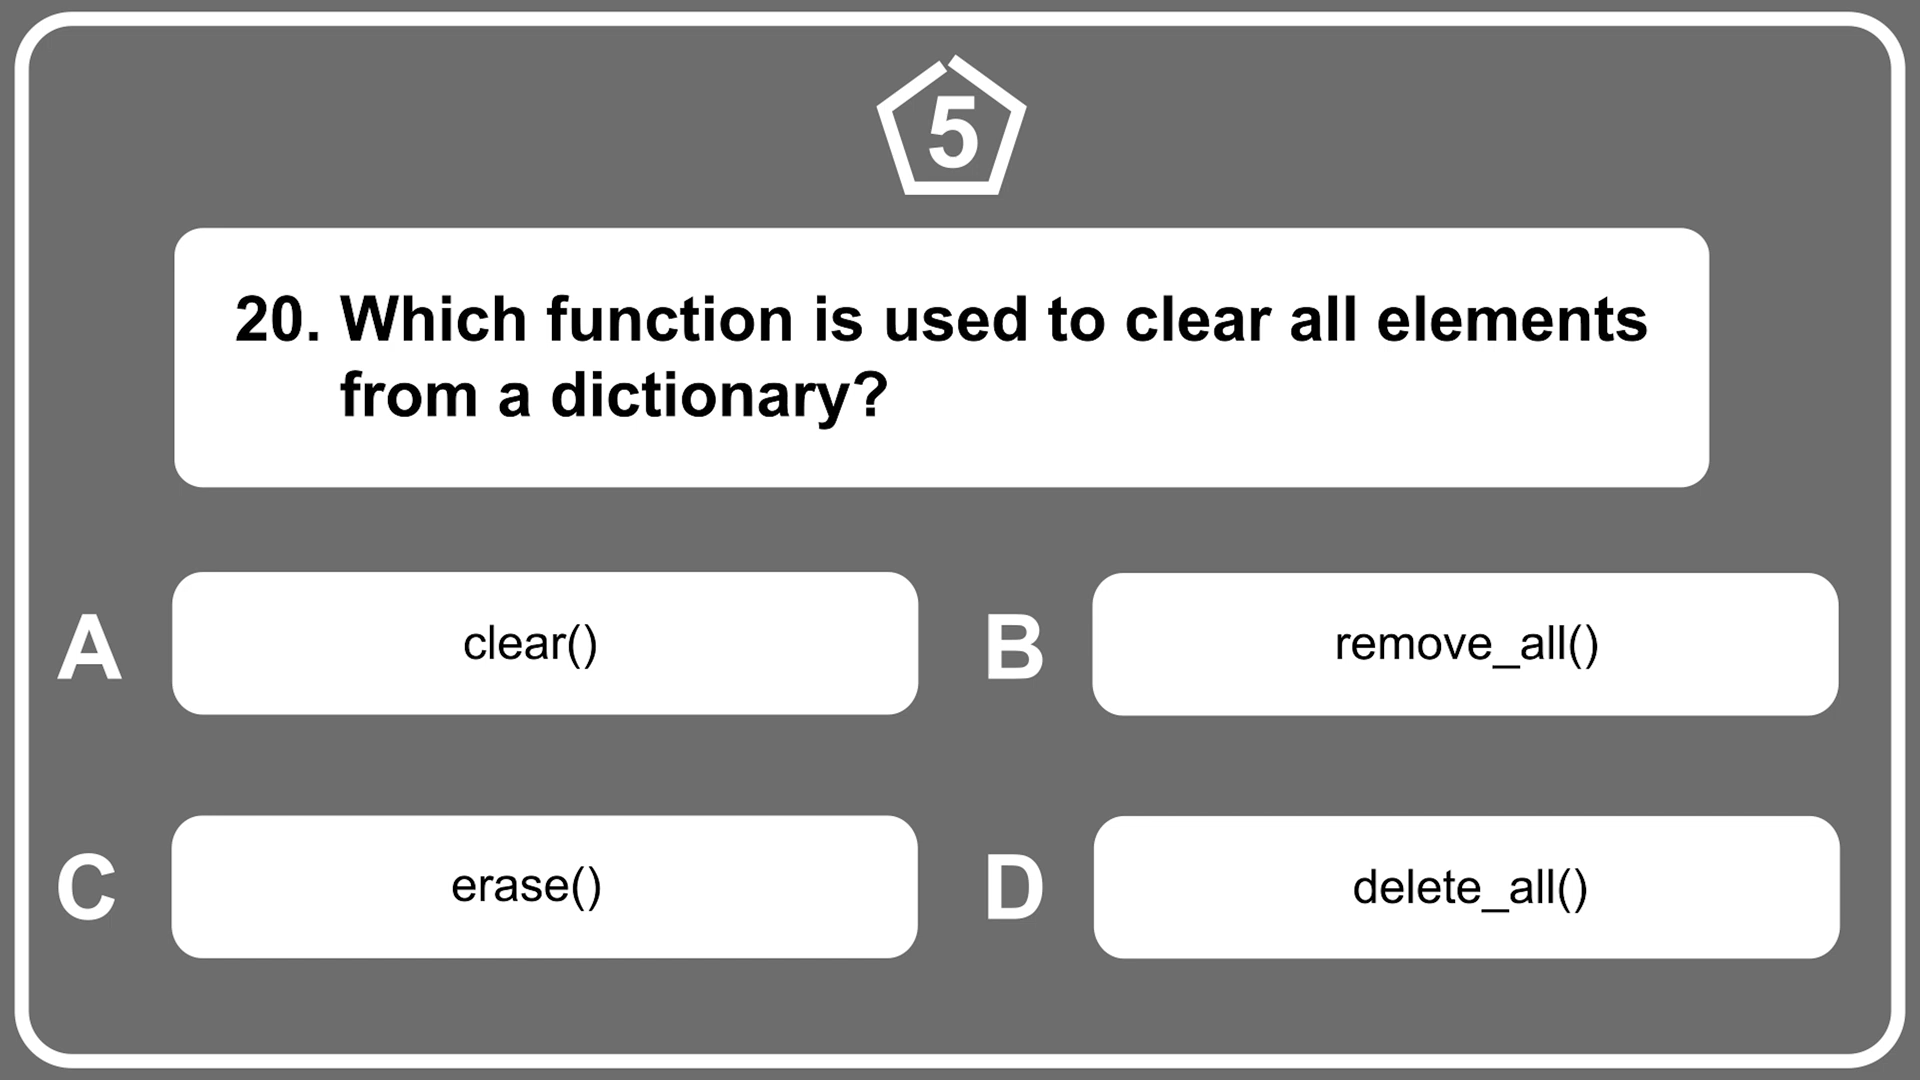 5
20. Which function is used to clear all elements
from a dictionary?
A
clear()
B
remove_all()
C
erase()
D
delete_all()